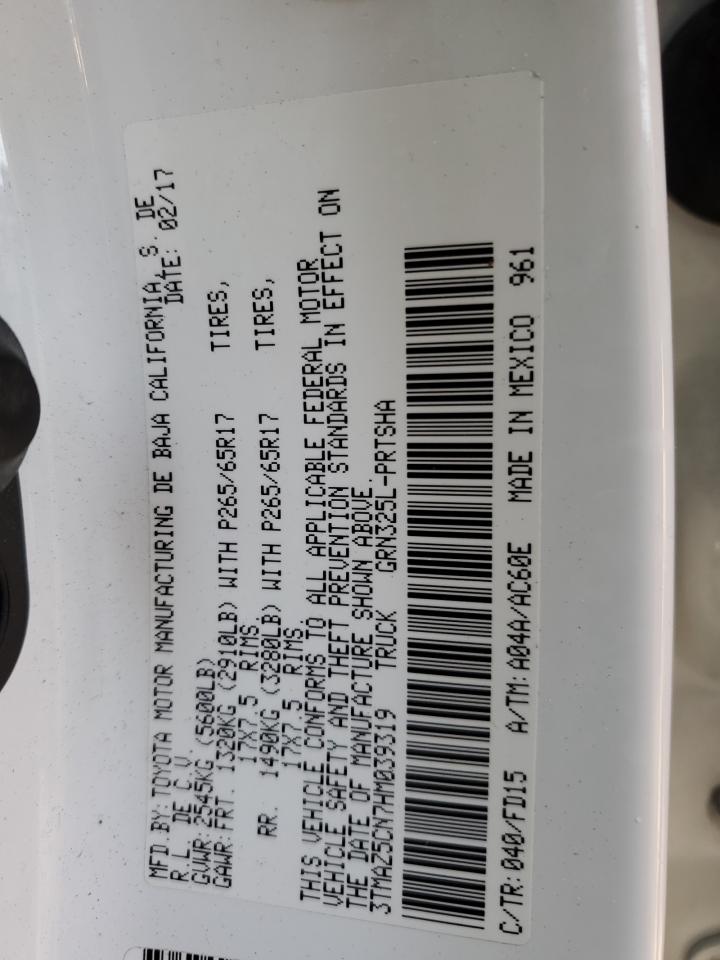 MFD BY: TOYOTA MOTOR MANUFACTURING DE BAJA CALIFORNIA, S. DE
R.L. DE C.V. DATE: 02/17
GVWR: 2545KG (5600LB)
GAWR: FRT. 1320KG (2910LB) WITH P265/65R17 TIRES,
17X7.5 RIMS,
RR. 1490KG (3280LB) WITH P265/65R17 TIRES,
17X7.5 RIMS.
THIS VEHICLE CONFORMS TO ALL APPLICABLE FEDERAL MOTOR
VEHICLE SAFETY AND THEFT PREVENTION STANDARDS IN EFFECT ON
THE DATE OF MANUFACTURE SHOWN ABOVE.
3TMAZ5CN7HM039319 TRUCK GRN325L-PRTSHA
C/TR: 040/FD15 A/TM: A04A/AC60E MADE IN MEXICO 961